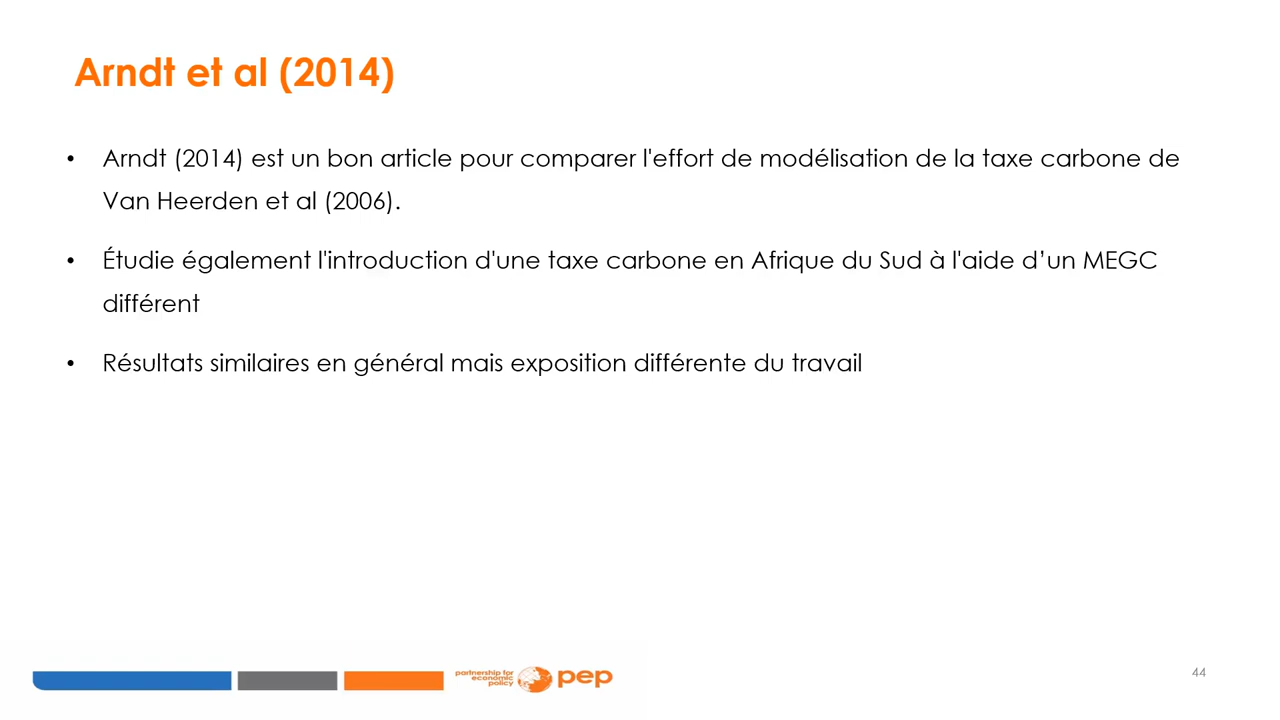 Arndt et al (2014)
• Arndt (2014) est un bon article pour comparer l'effort de modélisation de la taxe carbone de
Van Heerden et al (2006).
• Étudie également l'introduction d'une taxe carbone en Afrique du Sud à l'aide d’un MEGC
différent
• Résultats similaires en général mais exposition différente du travail
partnership for
economic
policy
pep
44